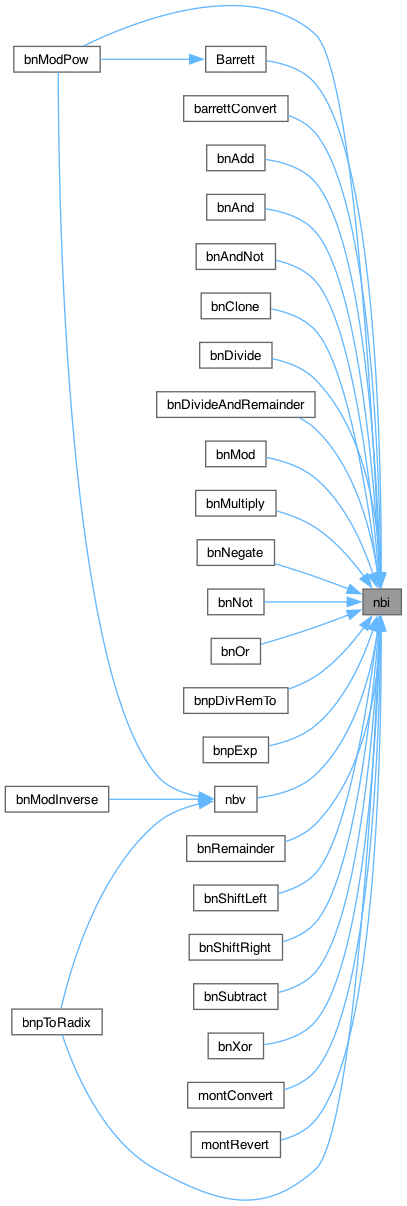 bnModPow
Barrett
barrettConvert
bnAdd
bnAnd
bnAndNot
bnClone
bnDivide
bnDivideAndRemainder
bnMod
bnMultiply
bnNegate
nbi
bnNot
bnOr
bnpDivRemTo
bnpExp
bnModInverse
nbv
bnRemainder
bnShiftLeft
bnShiftRight
bnSubtract
bnpToRadix
bnXor
montConvert
montRevert